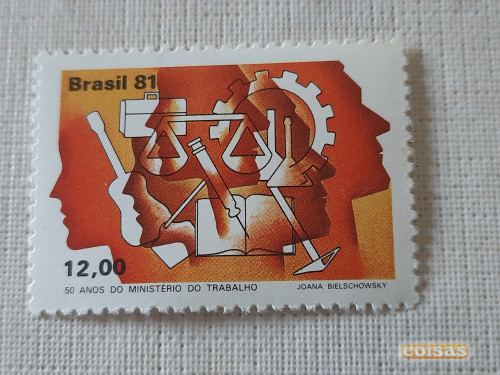 Brasil 81
12,00
50 ANOS DO MINISTÉRIO DO TRABALHO JOANA BIELSCHOWSKY
coisas